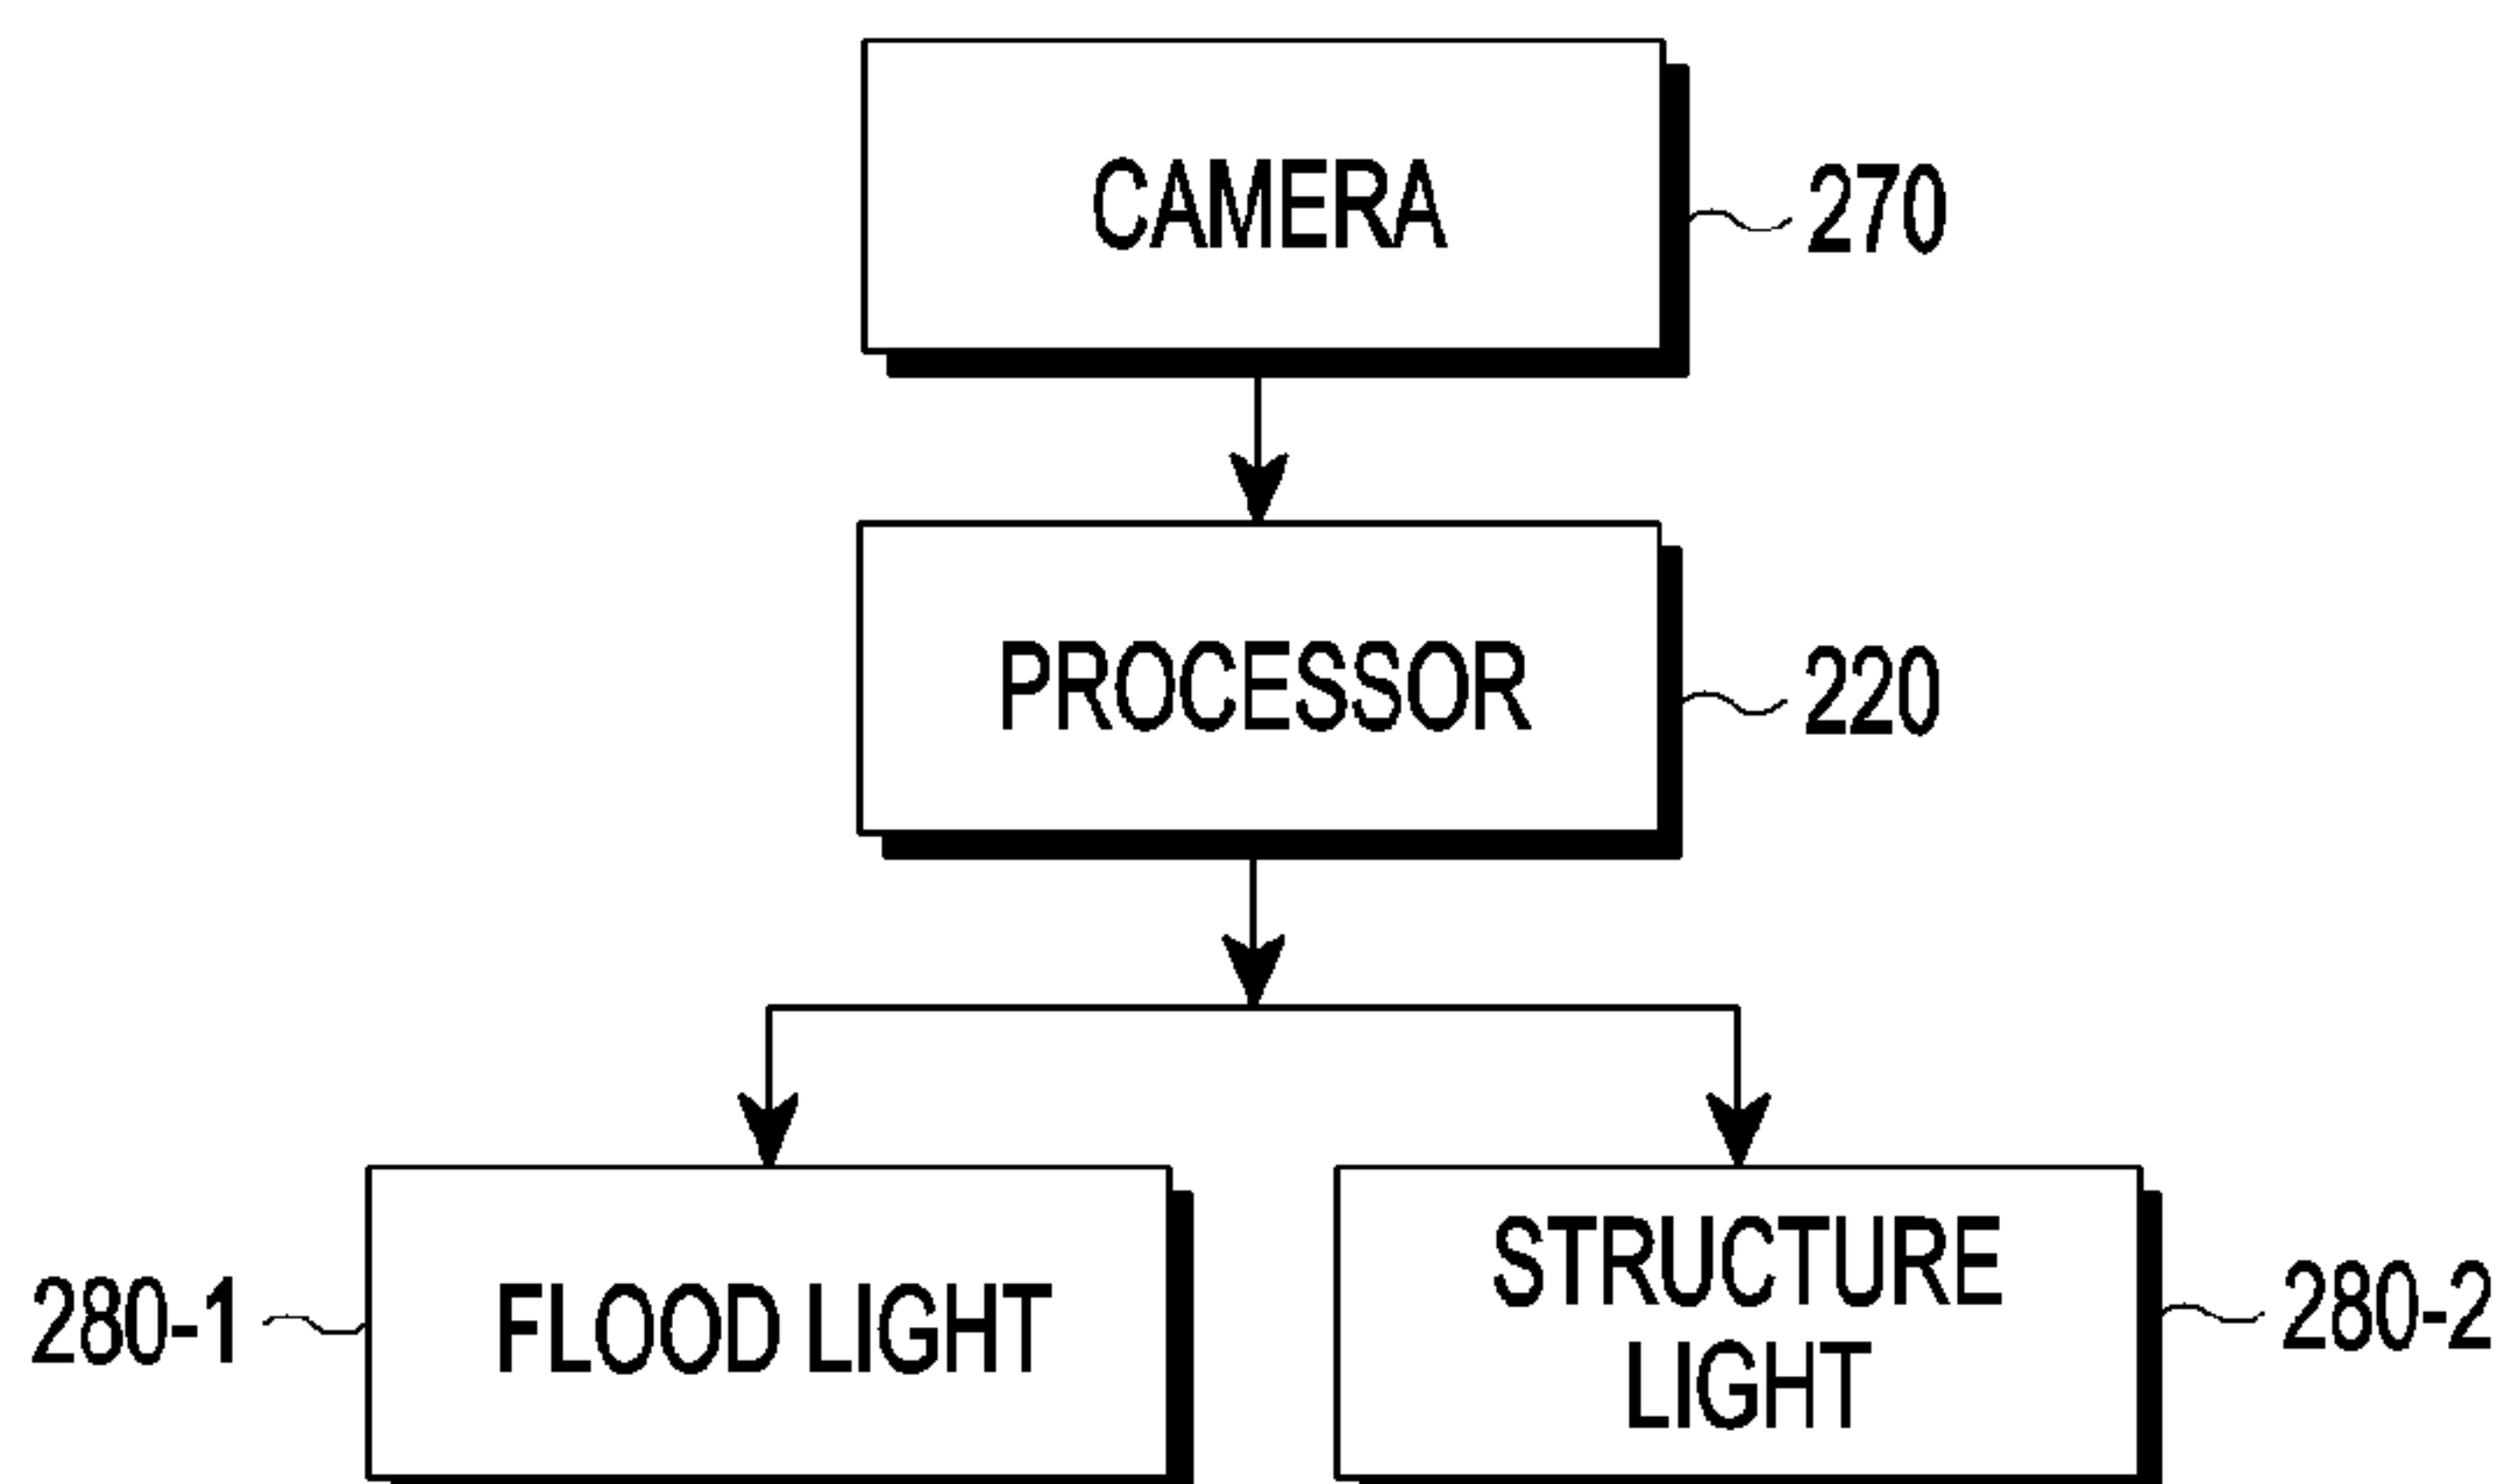 CAMERA
270
PROCESSOR
220
280-1
FLOOD LIGHT
STRUCTURE
LIGHT
280-2